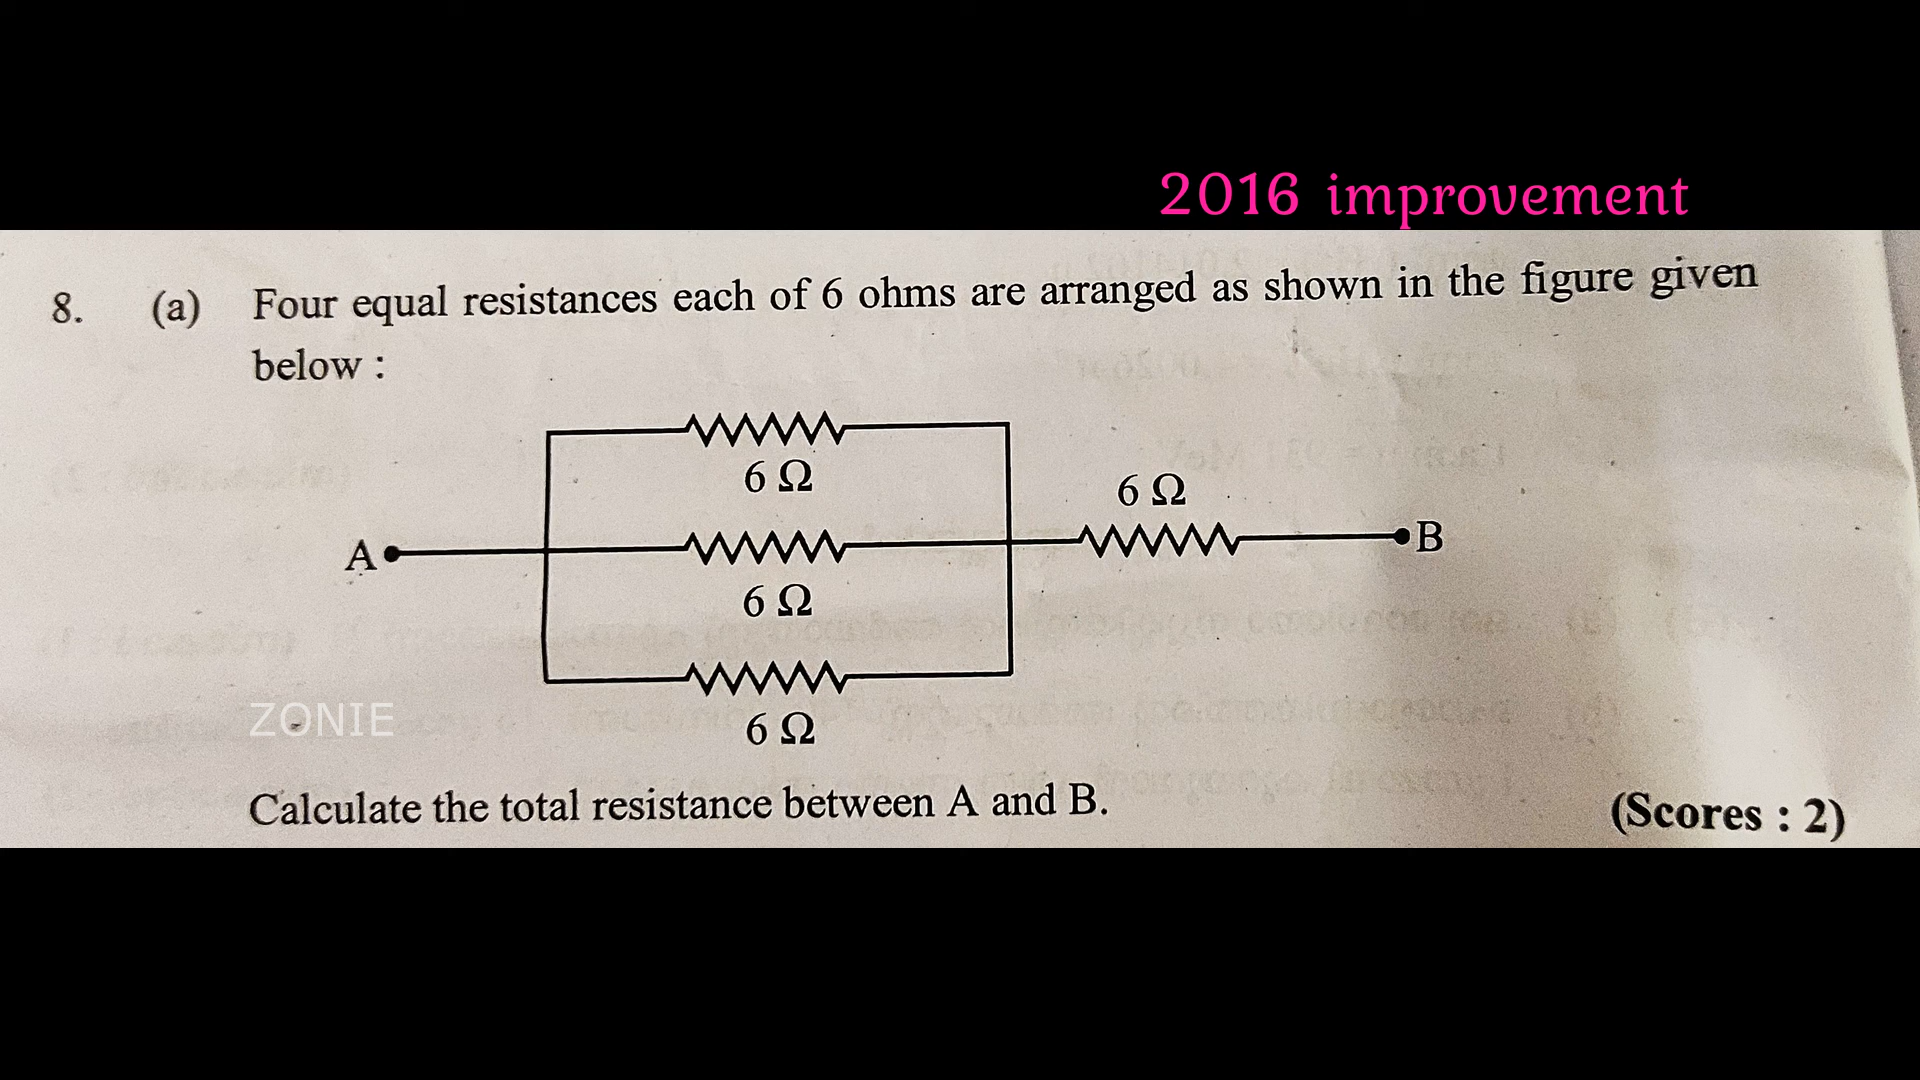 2016 improvement
8. (a) Four equal resistances each of 6 ohms are arranged as shown in the figure given
below :
6 Ω
6 Ω
A B
6 Ω
ZONIE
6 Ω
Calculate the total resistance between A and B.
(Scores : 2)